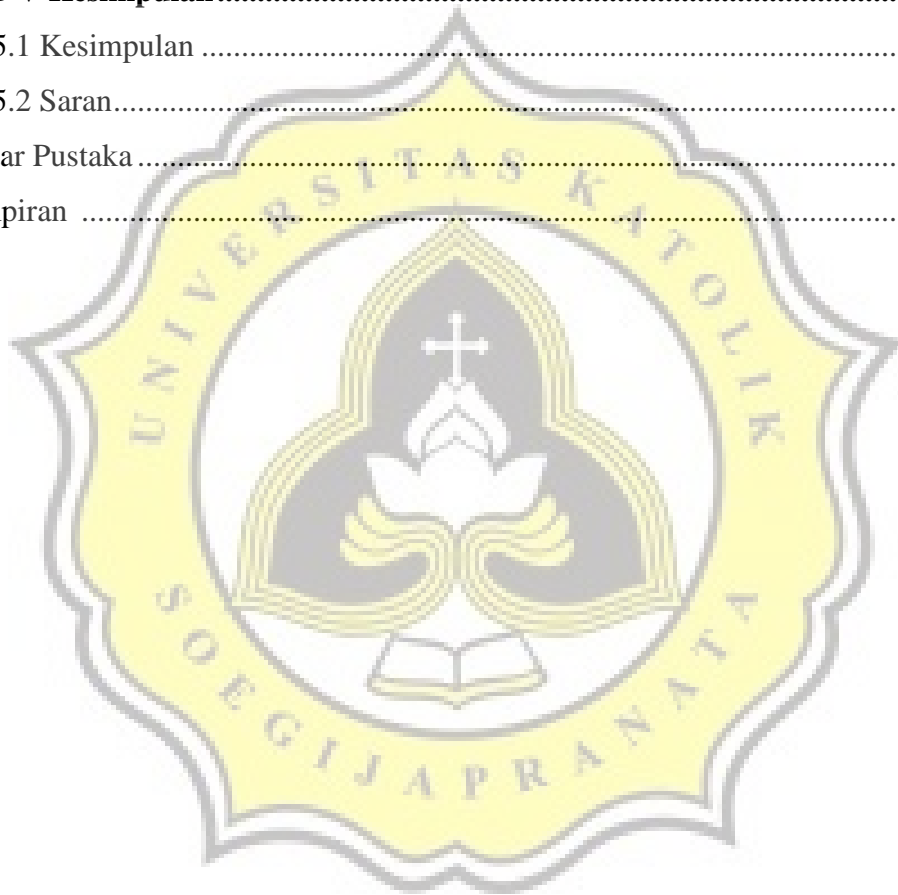 Kesimpulan ........................................................................
5.1 Kesimpulan ........................................................................
5.2 Saran........................................................................
ar Pustaka ........................................................................
piran ........................................................................
UNIVERSITAS KATOLIK
SOEGIJAPRANATA